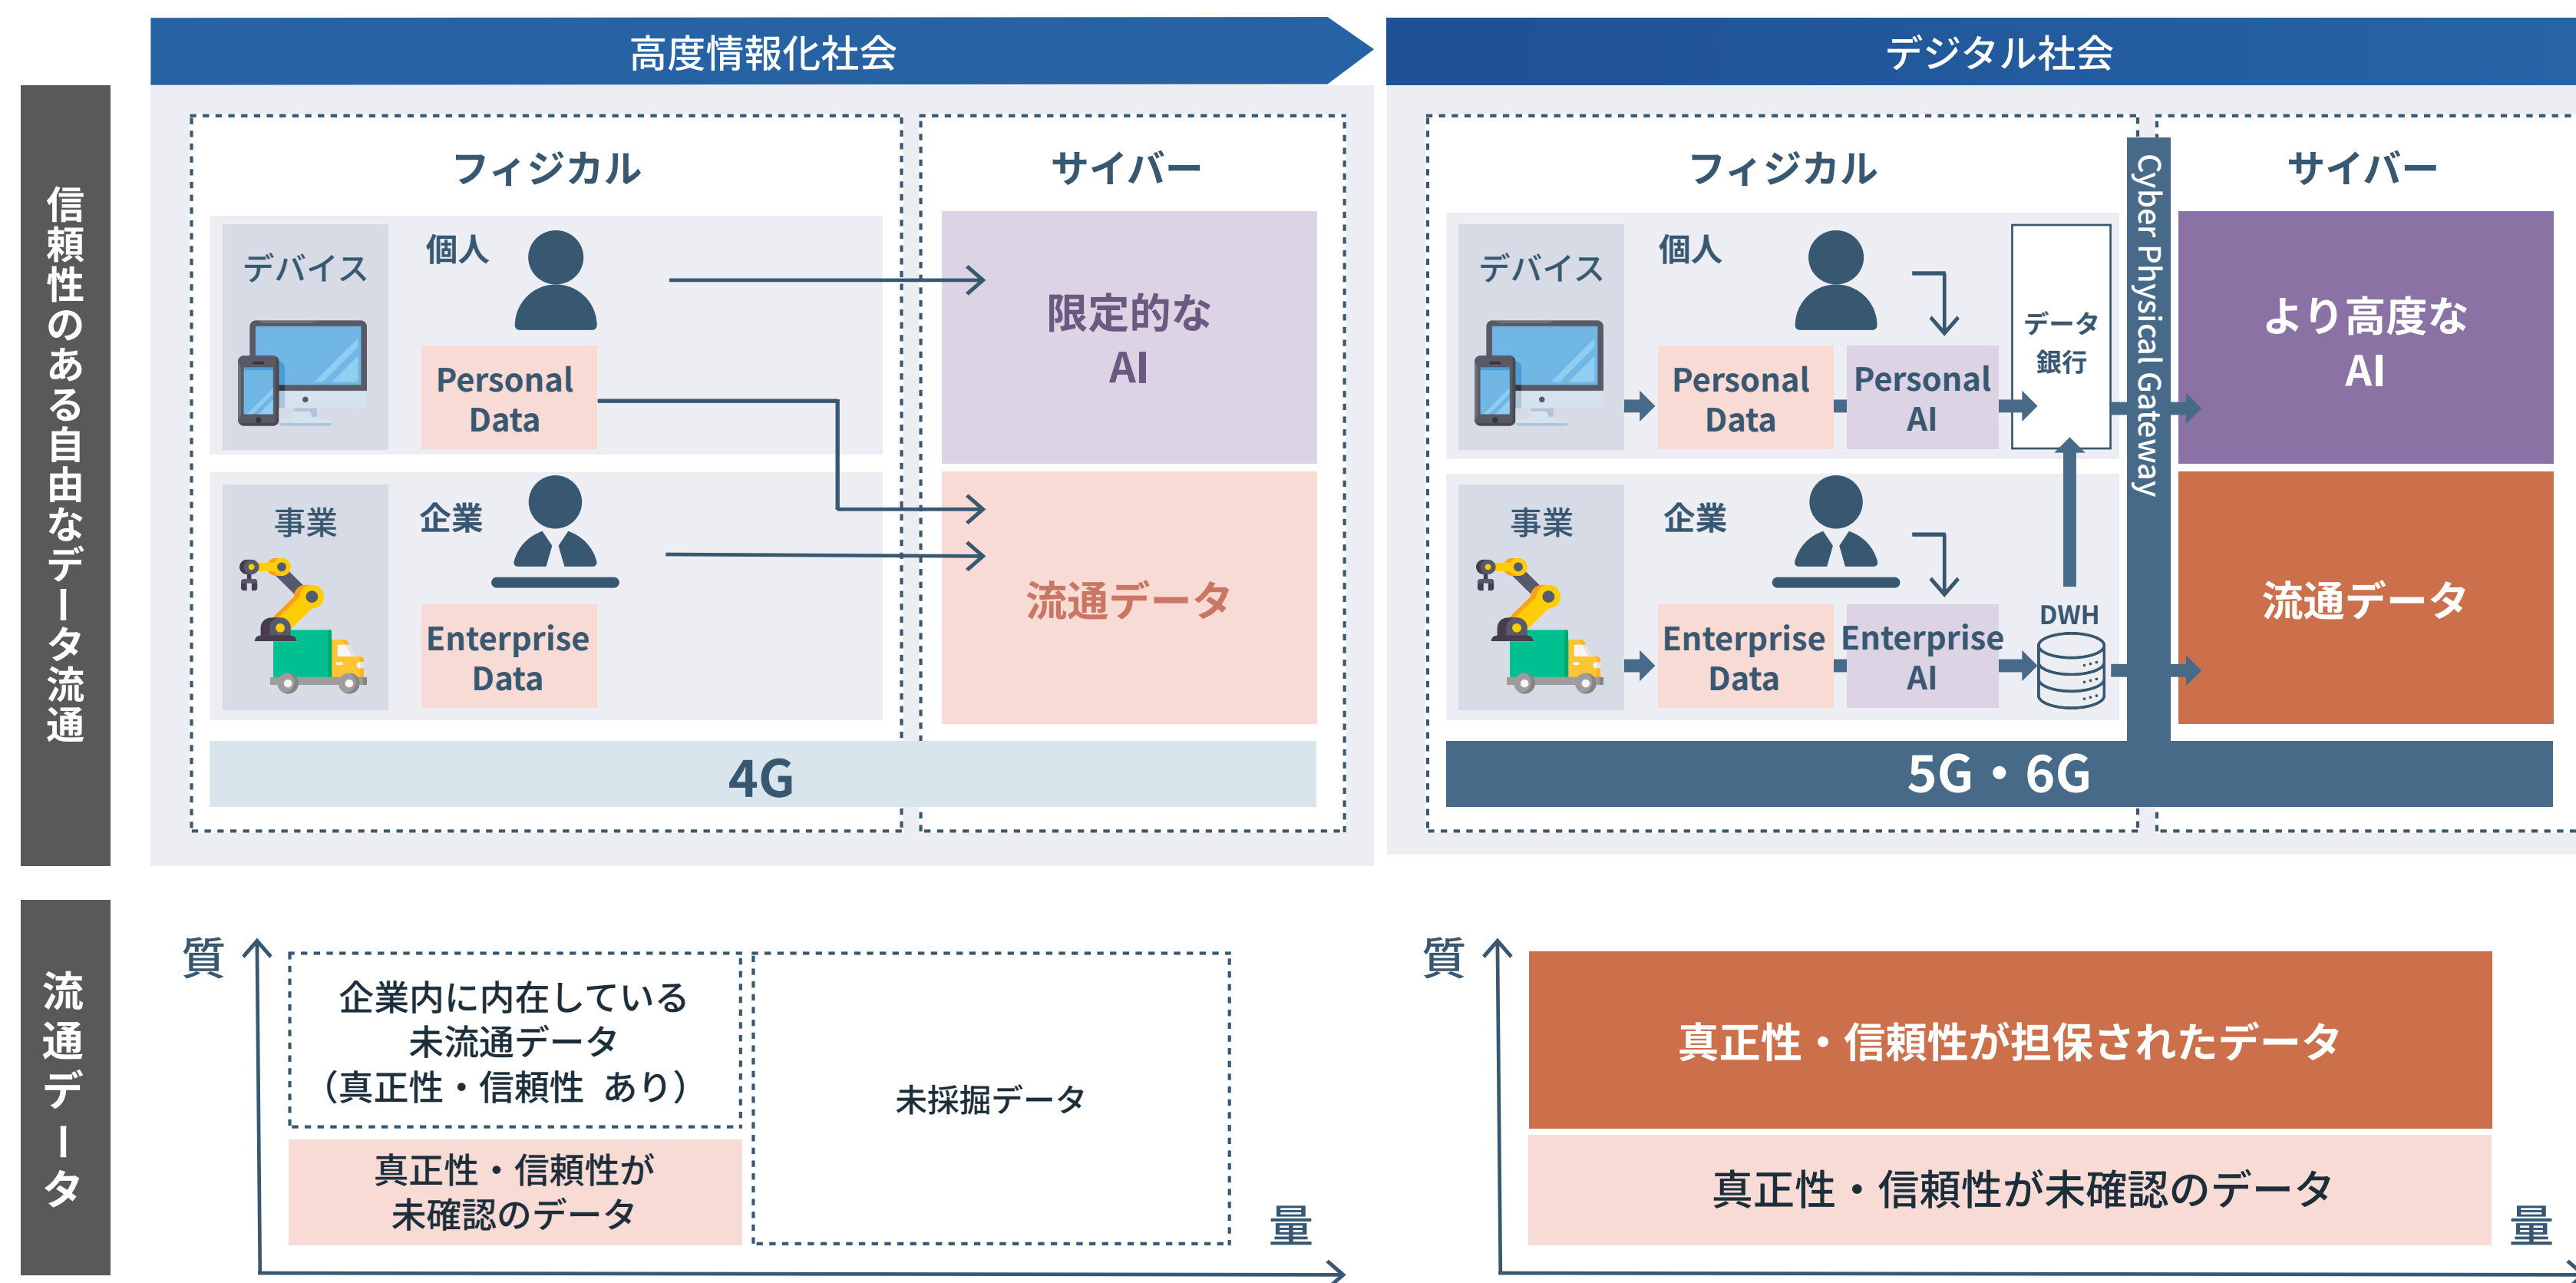 高度情報化社会
デジタル社会
信頼性のある自由なデータ流通
フィジカル
サイバー
デバイス
個人
Personal
Data
限定的な
AI
事業
企業
Enterprise
Data
流通データ
4G
フィジカル
サイバー
デバイス
個人
Personal
Data
Personal
AI
データ
銀行
Cyber Physical Gateway
より高度な
AI
事業
企業
Enterprise
Data
Enterprise
AI
DWH
流通データ
5G・6G
流通データ
質
企業内に内在している
未流通データ
（真正性・信頼性 あり）
未採掘データ
真正性・信頼性が
未確認のデータ
量
質
真正性・信頼性が担保されたデータ
真正性・信頼性が未確認のデータ
量